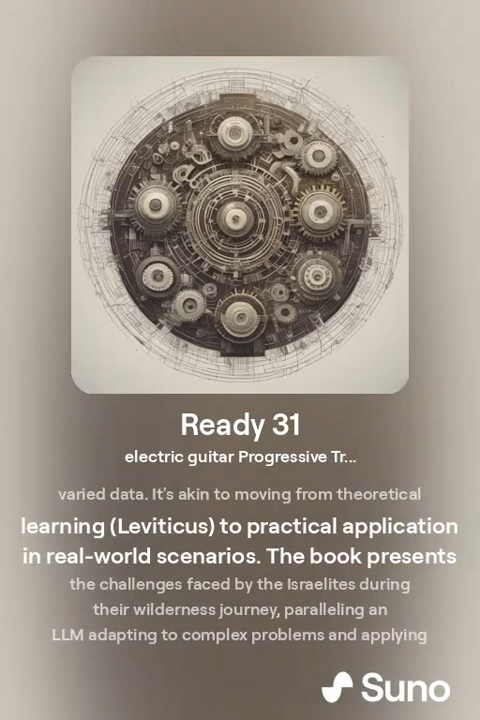 Ready 31
electric guitar Progressive Tr...
varied data. It's akin to moving from theoretical
learning (Leviticus) to practical application
in real-world scenarios. The book presents
the challenges faced by the Israelites during
their wilderness journey, paralleling an
LLM adapting to complex problems and applying
Suno